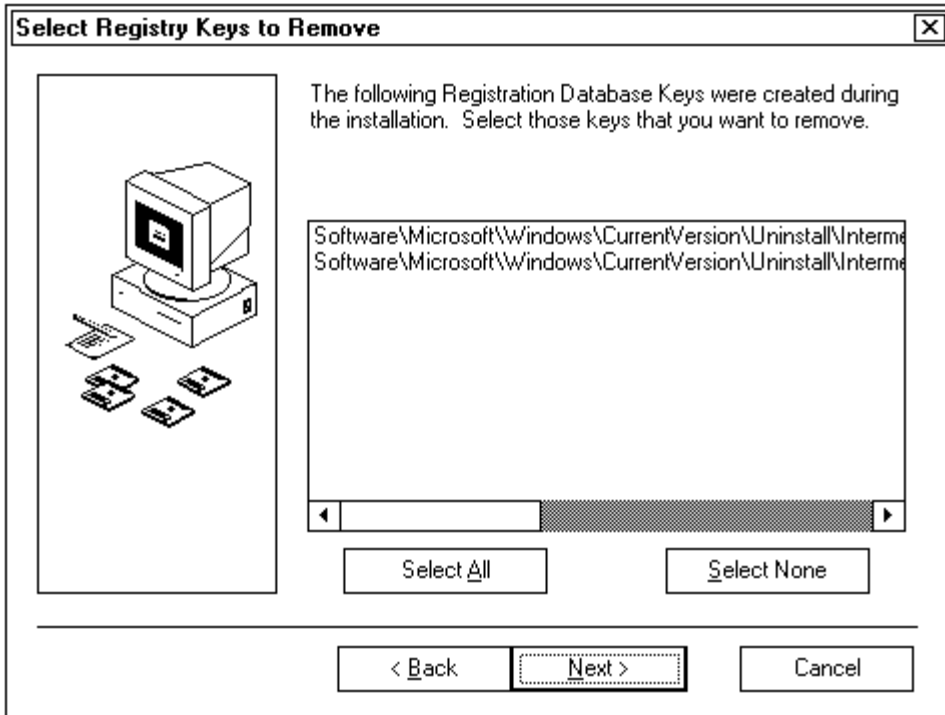 Select Registry Keys to Remove
The following Registration Database Keys were created during
the installation.  Select those keys that you want to remove.
Software\Microsoft\Windows\CurrentVersion\Uninstall\Interme
Software\Microsoft\Windows\CurrentVersion\Uninstall\Interme
Select All
Select None
< Back
Next >
Cancel